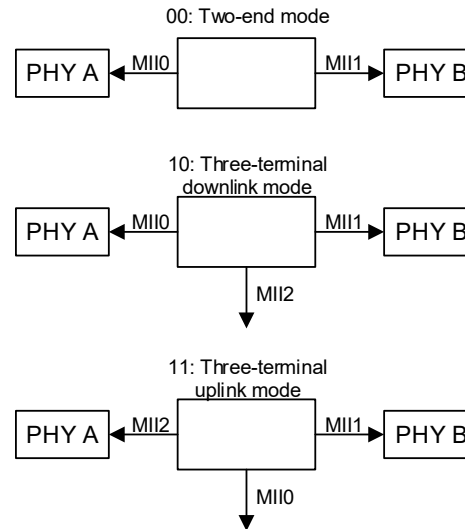 00: Two-end mode
PHY A
MII0
MII1
PHY B
10: Three-terminal
downlink mode
PHY A
MII0
MII1
PHY B
MII2
11: Three-terminal
uplink mode
PHY A
MII2
MII1
PHY B
MII0